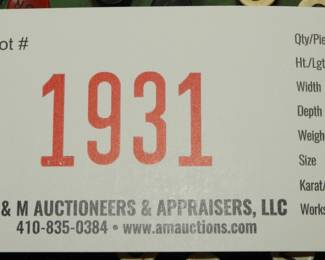 ot #
1931
& M AUCTIONEERS & APPRAISERS, LLC
410-835-0384 • www.amauctions.com
Qty/Pie
Ht./Lgt
Width
Depth
Weigh
Size
Karat/
Works